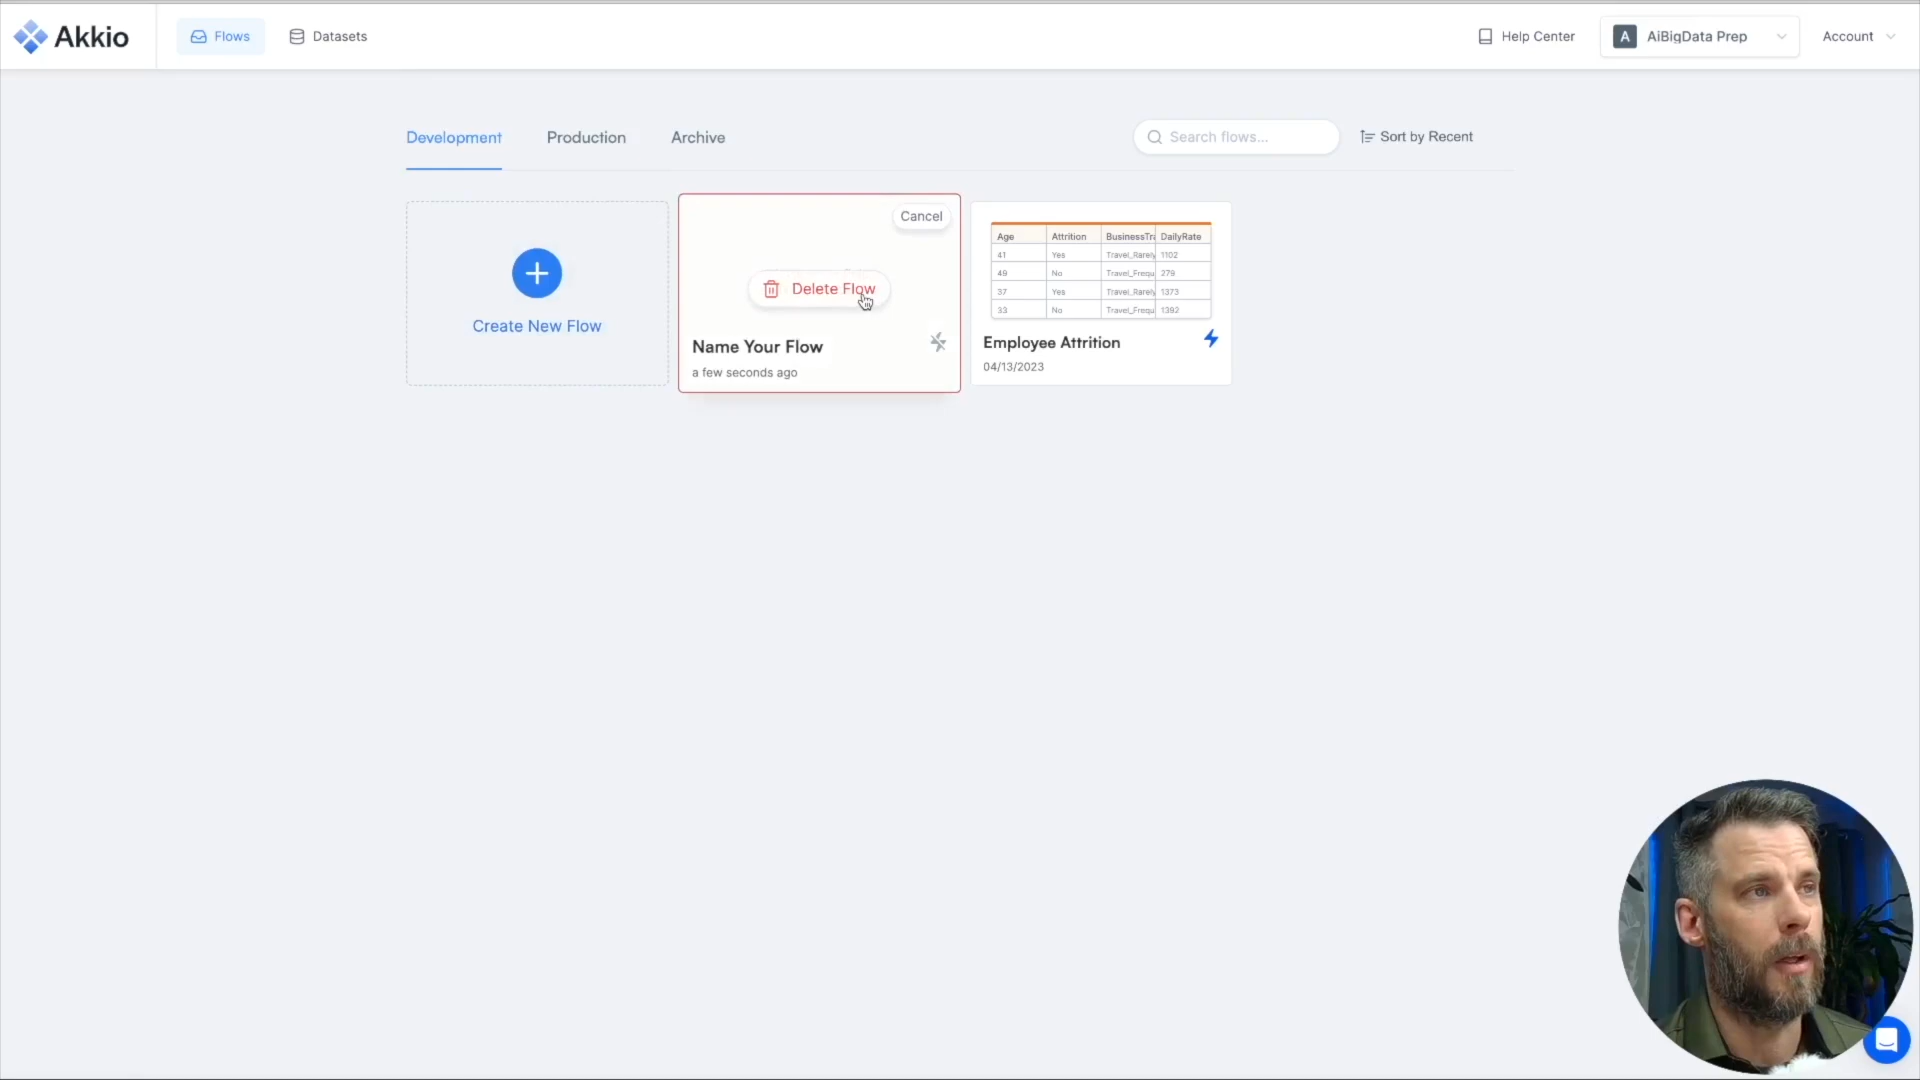 Akkio
Flows
Datasets
Help Center
A
AiBigData Prep
Account
Development
Production
Archive
Search flows...
Sort by Recent
Create New Flow
Cancel
Delete Flow
Name Your Flow
a few seconds ago
Age Attrition BusinessTra DailyRate
41 Yes Travel_Rarely 1102
49 No Travel_Frequ 279
37 Yes Travel_Rarely 1373
33 No Travel_Frequ 1392
Employee Attrition
04/13/2023